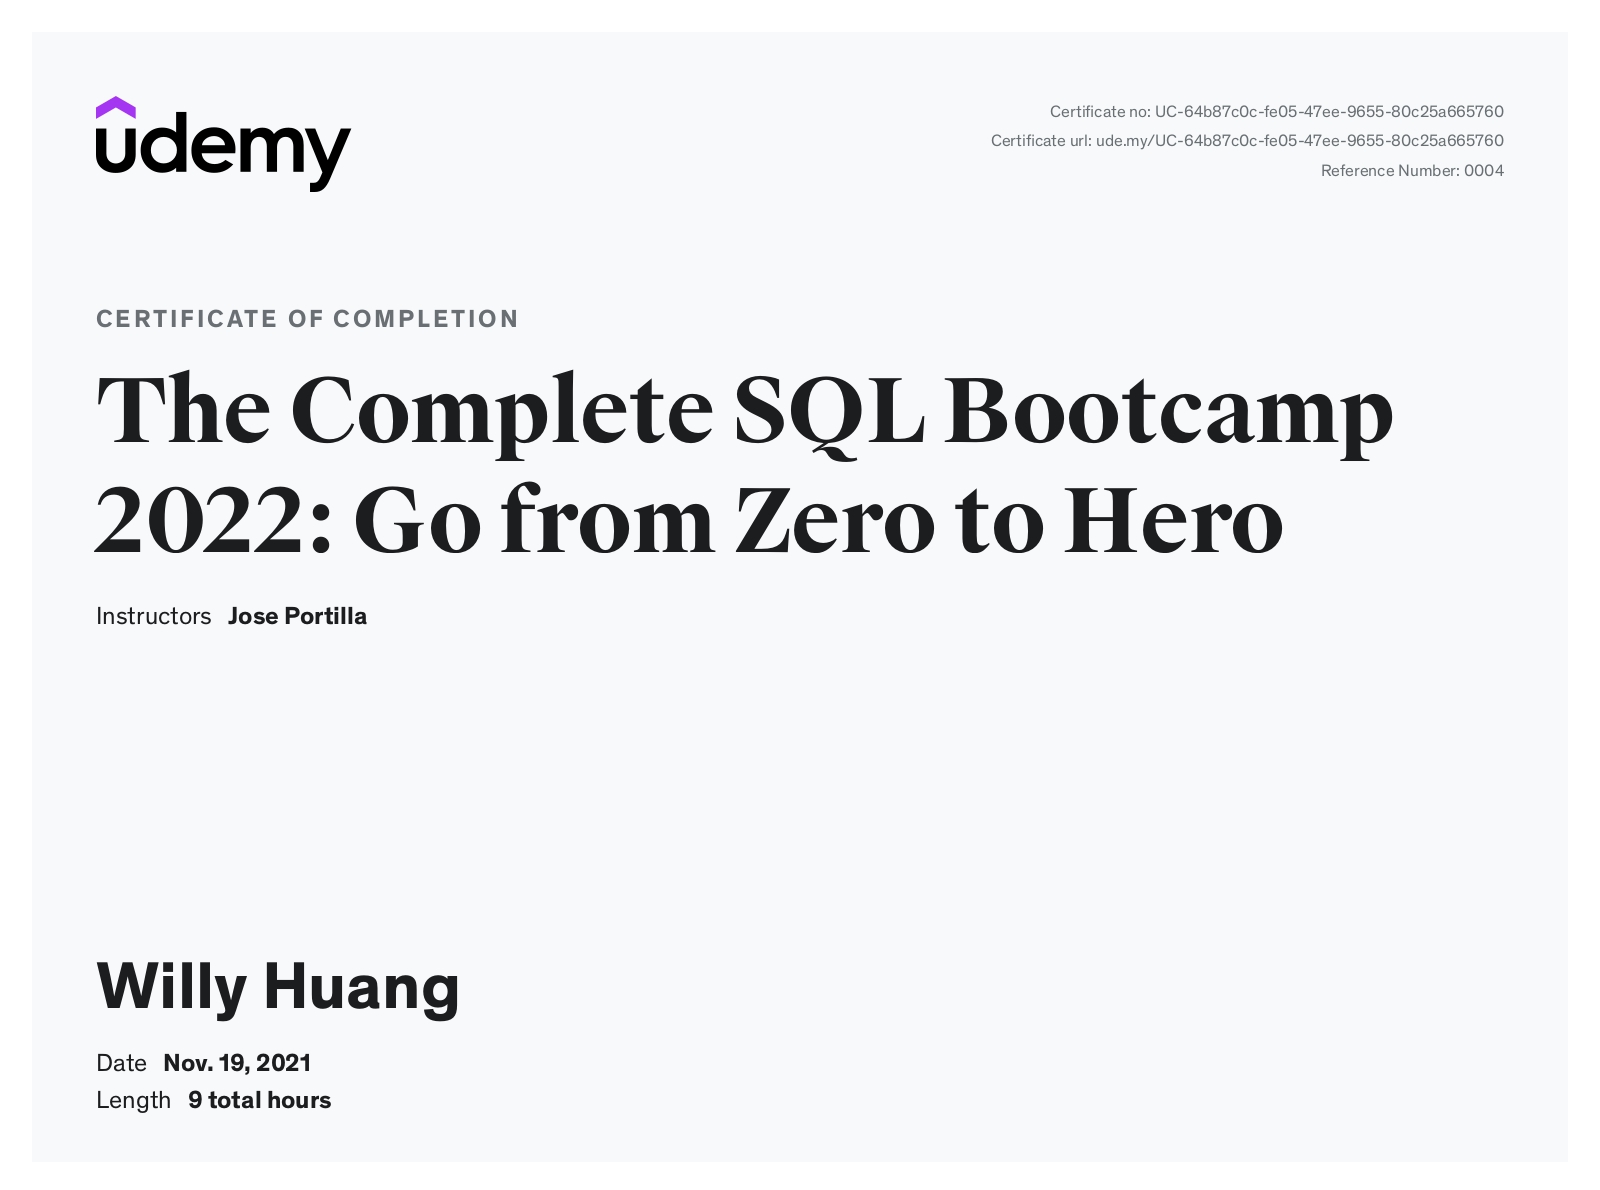 udemy
Certificate no: UC-64b87c0c-fe05-47ee-9655-80c25a665760
Certificate url: ude.my/UC-64b87c0c-fe05-47ee-9655-80c25a665760
Reference Number: 0004
CERTIFICATE OF COMPLETION
The Complete SQL Bootcamp
2022: Go from Zero to Hero
Instructors Jose Portilla
Willy Huang
Date Nov. 19, 2021
Length 9 total hours